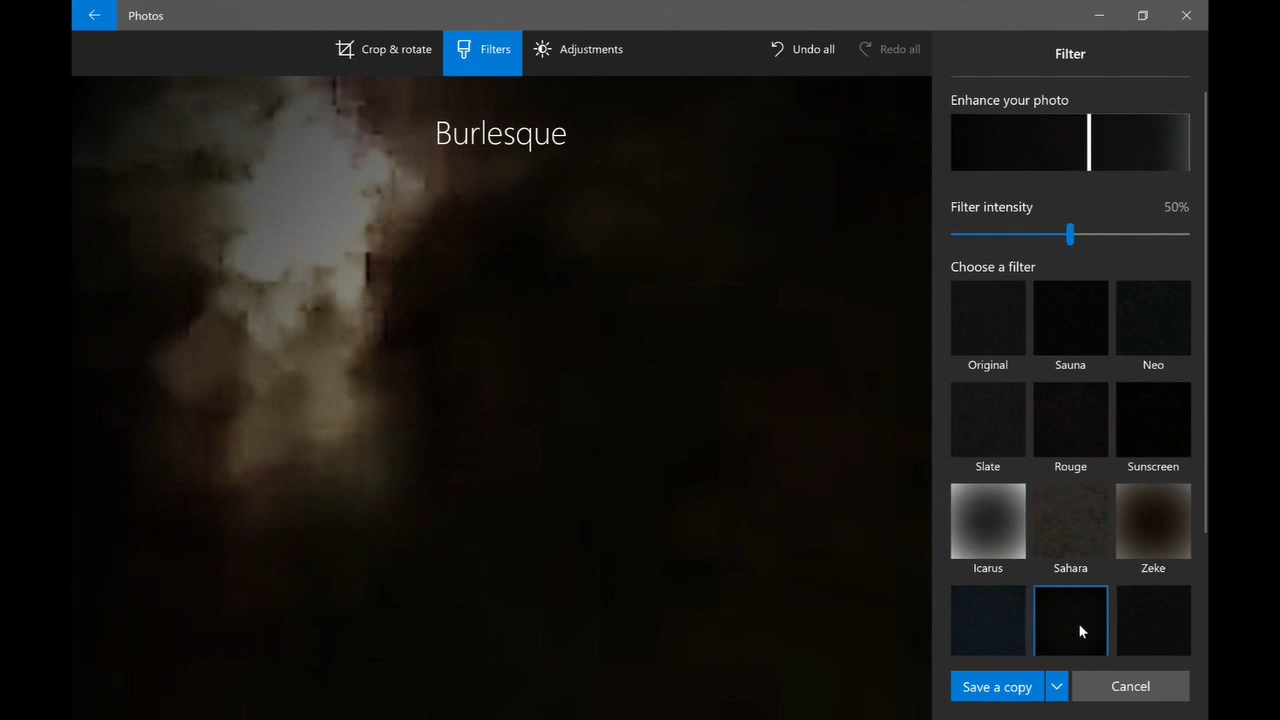 Photos
Crop & rotate
Filters
Adjustments
Undo all
Redo all
Burlesque
Filter
Enhance your photo
Filter intensity 50%
Choose a filter
Original Sauna Neo
Slate Rouge Sunscreen
Icarus Sahara Zeke
Save a copy
Cancel